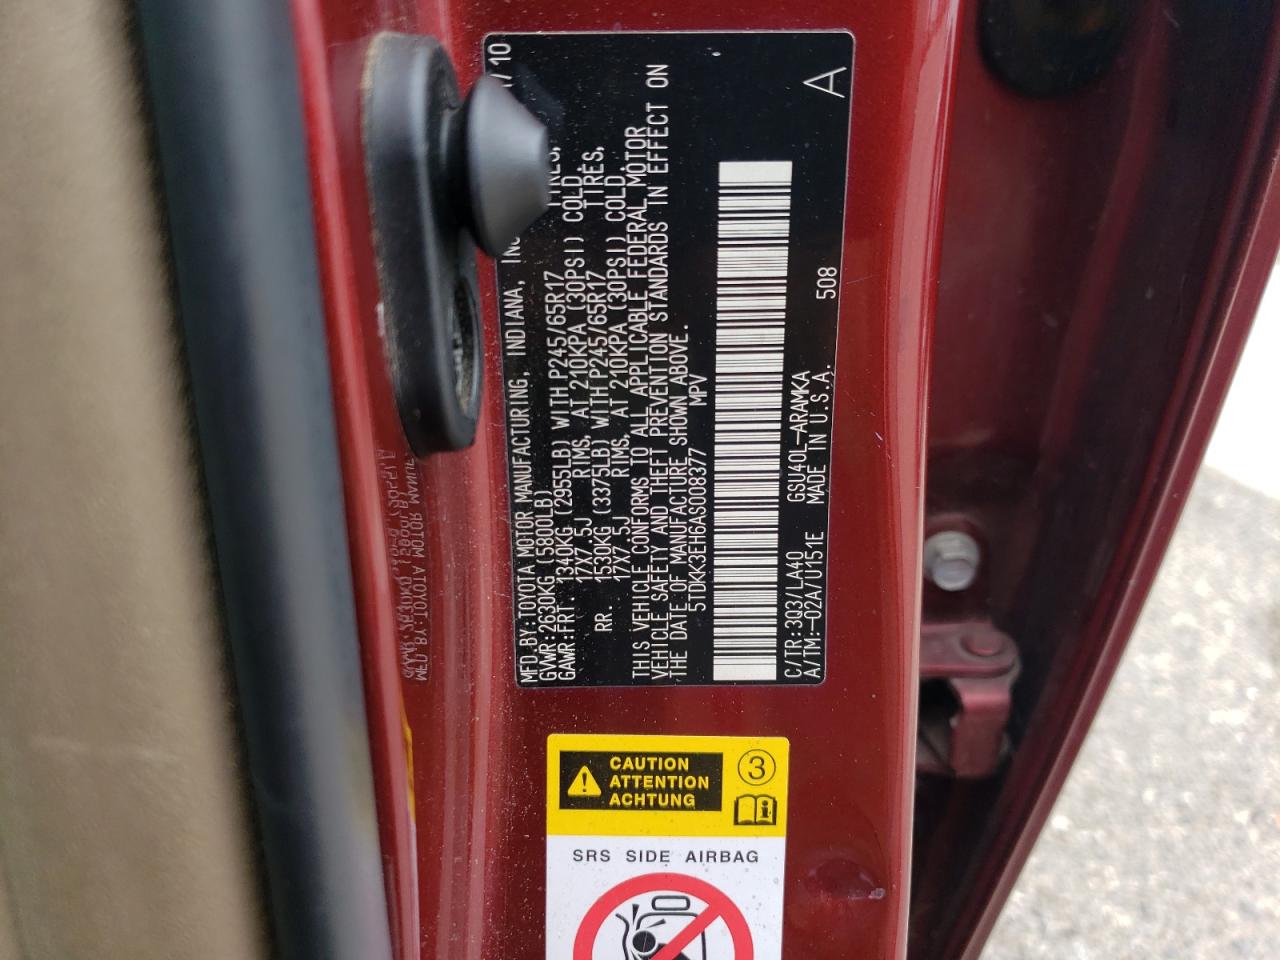 MFD.BY:TOYOTA MOTOR MANUFACTURING, INDIANA, 10
GVWR:2630KG(5800LB)
GAWR:FRT. 1340KG (2955LB) WITH P245/65R17
17X7.5J RIMS, AT 210KPA (30PSI) COLD
RR. 1530KG (3375LB) WITH P245/65R17 TIRES,
17X7.5J RIMS, AT 210KPA (30PSI) COLD.
THIS VEHICLE CONFORMS TO ALL APPLICABLE FEDERAL MOTOR
VEHICLE SAFETY AND THEFT PREVENTION STANDARDS IN EFFECT ON
THE DATE OF MANUFACTURE SHOWN ABOVE.
5TDKK3EH6AS008377 MPV
A
C/TR:3Q3/LA40 GSU40L-ARAMKA
A/TM:-02A/U151E MADE IN U.S.A. 508
CAUTION
ATTENTION
ACHTUNG
3
i
SRS SIDE AIRBAG